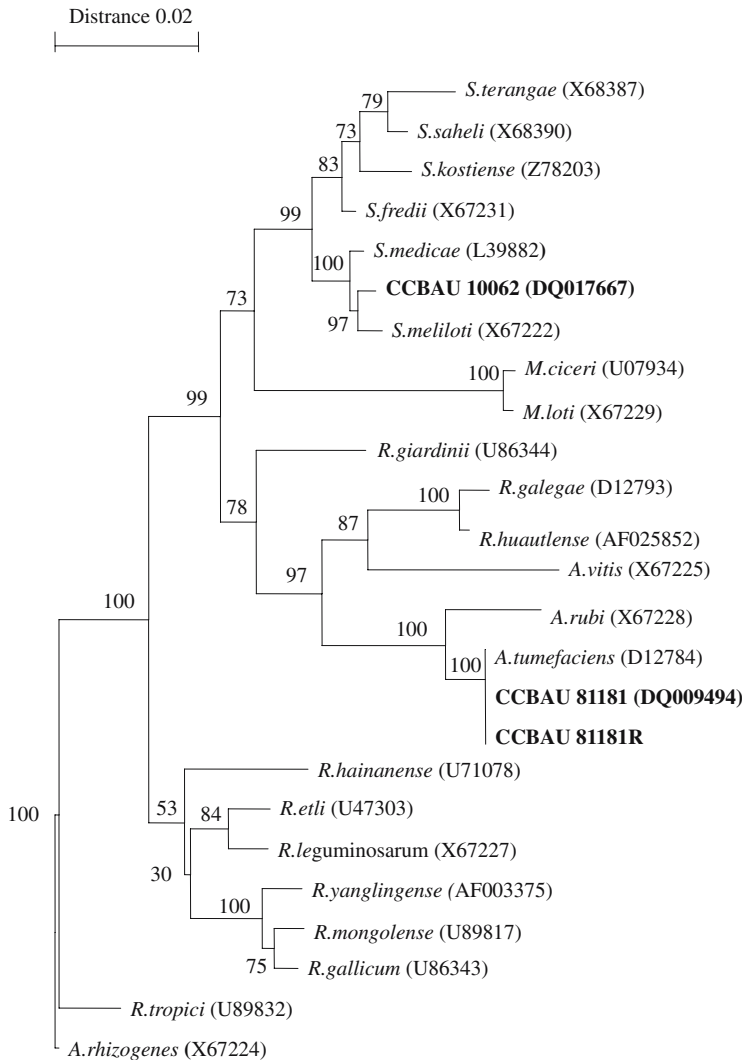 Distrance 0.02
79
S.terangae (X68387)
73
S.saheli (X68390)
83
S.kostiense (Z78203)
99
S.fredii (X67231)
S.medicae (L39882)
100
CCBAU 10062 (DQ017667)
73
97
S.meliloti (X67222)
100
M.ciceri (U07934)
99
M.loti (X67229)
R.giardinii (U86344)
78
100
R.galegae (D12793)
87
R.huautlense (AF025852)
97
A.vitis (X67225)
100
A.rubi (X67228)
100
100
A.tumefaciens (D12784)
CCBAU 81181 (DQ009494)
CCBAU 81181R
R.hainanense (U71078)
100
53
84
R.etli (U47303)
R.leguminosarum (X67227)
30
100
R.yanglingense (AF003375)
R.mongolense (U89817)
75
R.gallicum (U86343)
R.tropici (U89832)
A.rhizogenes (X67224)